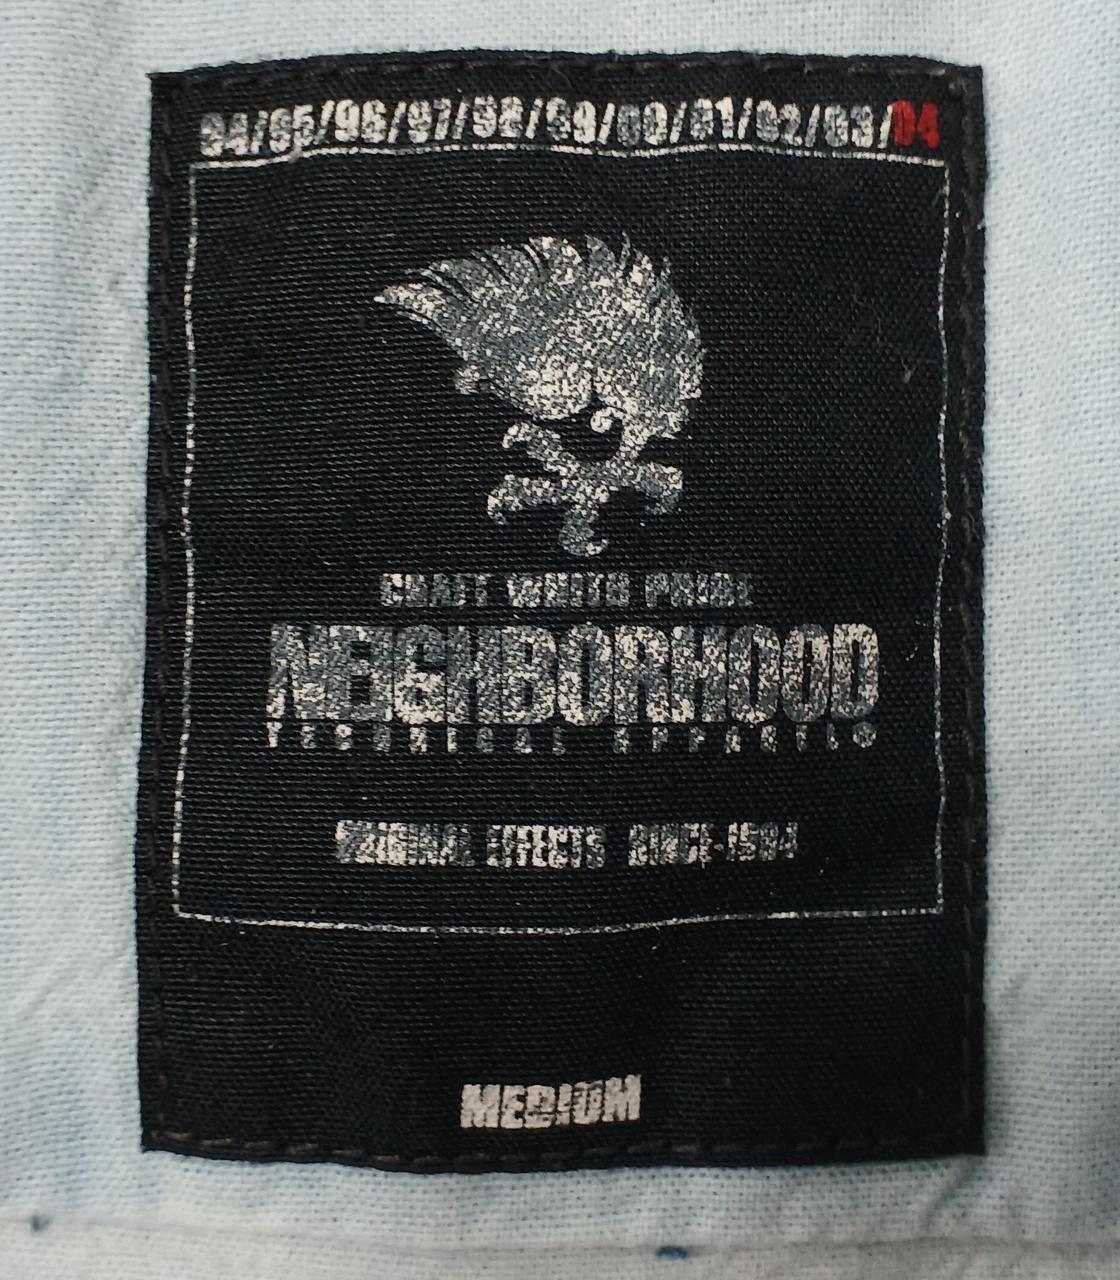 94/95/96/97/98/99/00/01/02/03/04
CRAFT WITH PRIDE
NEIGHBORHOOD
TECHNICAL APPAREL®
ORIGINAL EFFECTS SINCE-1994
MEDIUM